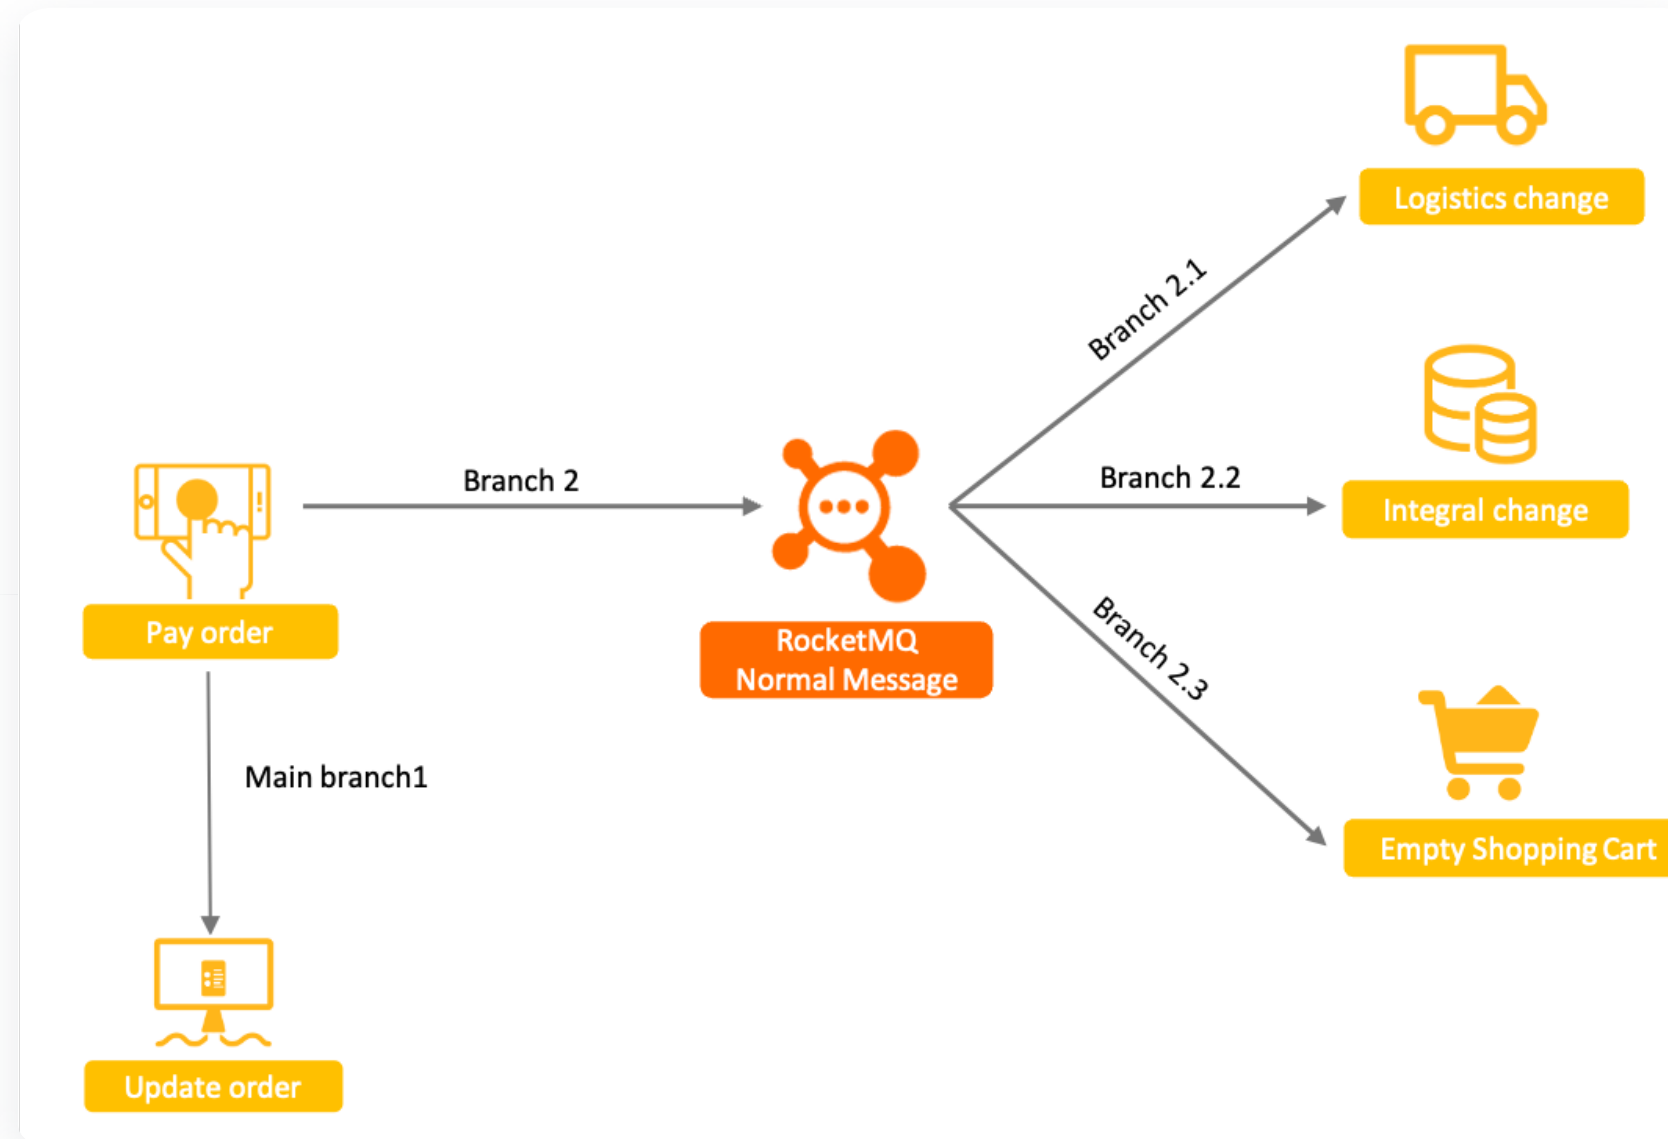 Logistics change
Branch 2.1
Branch 2
Branch 2.2
Integral change
Pay order
RocketMQ
Normal Message
Branch 2.3
Main branch1
Empty Shopping Cart
Update order